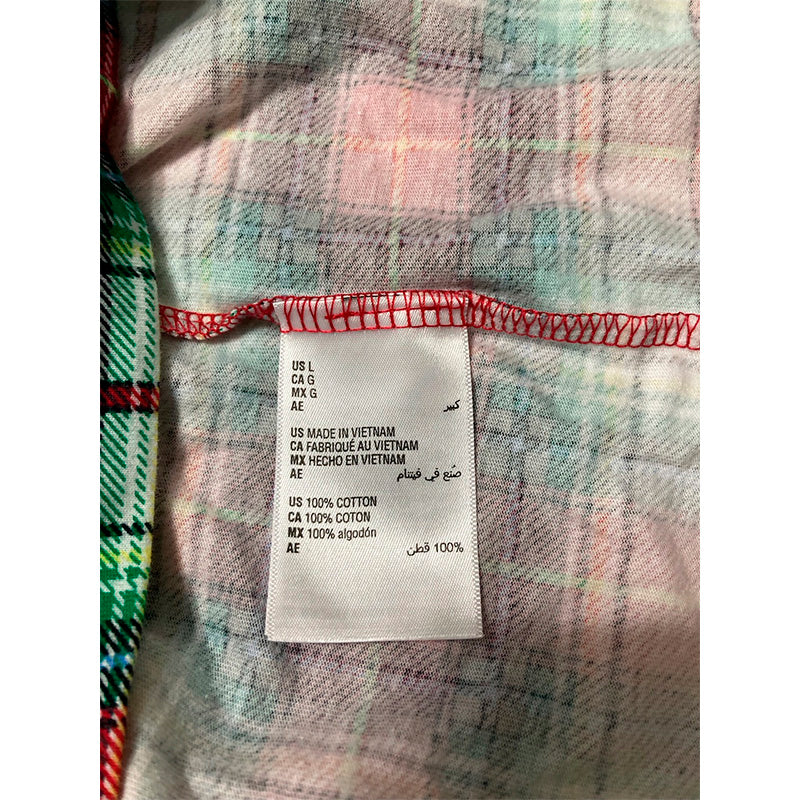 US L
CA G
MX G
AE كبير
US MADE IN VIETNAM
CA FABRIQUÉ AU VIETNAM
MX HECHO EN VIETNAM
AE صُنع في فيتنام
US 100% COTTON
CA 100% COTON
MX 100% algodón
AE 100% قطن